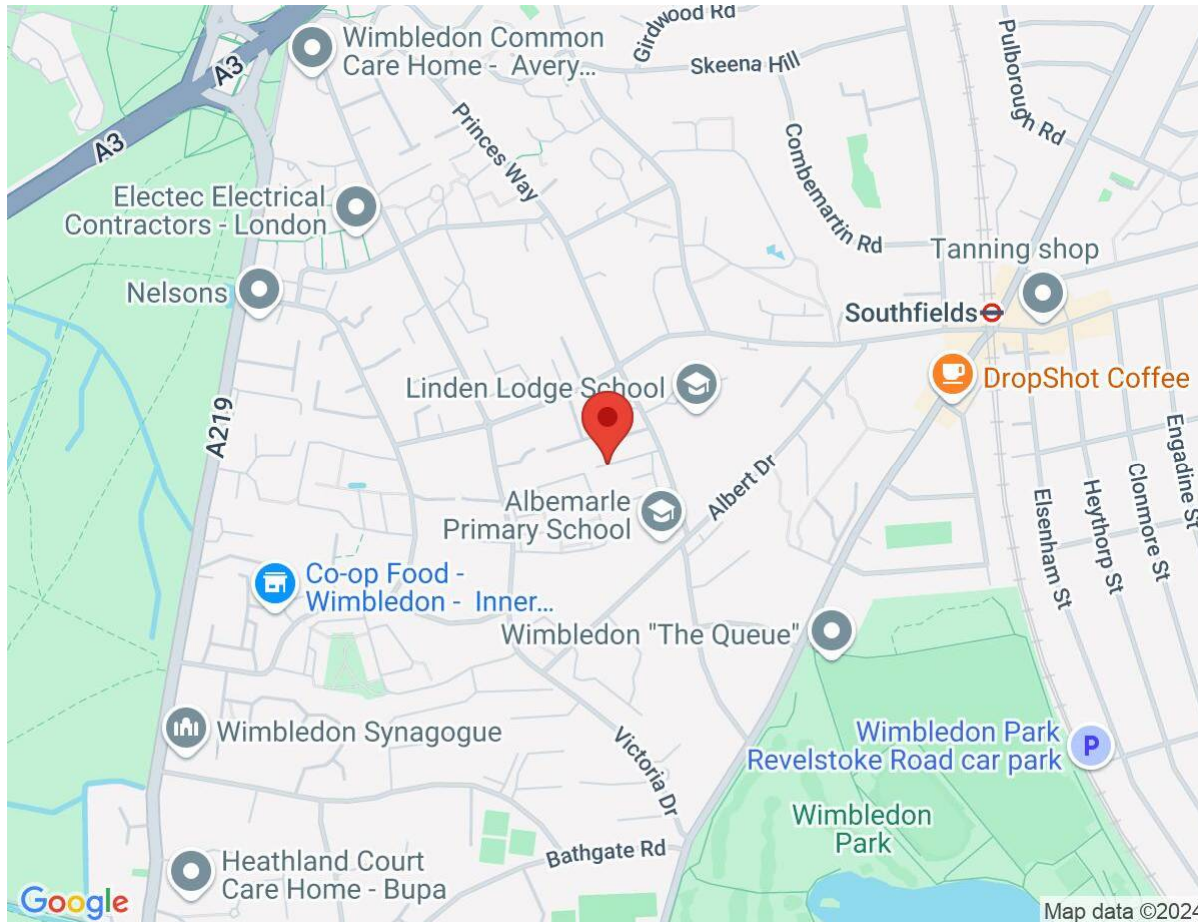 Girdwood Rd
Wimbledon Common
Care Home - Avery...
Skeena Hill
A3
A3
Pulborough Rd
Princes Way
Combemartin Rd
Electec Electrical
Contractors - London
Tanning shop
Nelsons
Southfields
Linden Lodge School
DropShot Coffee
A219
Engadine St
Clonmore St
Heythorp St
Elsenham St
Albert Dr
Albemarle
Primary School
Co-op Food -
Wimbledon - Inner...
Wimbledon "The Queue"
Wimbledon Synagogue
Victoria Dr
Wimbledon Park
Revelstoke Road car park
P
Wimbledon
Park
Bathgate Rd
Heathland Court
Care Home - Bupa
Google
Map data ©2024